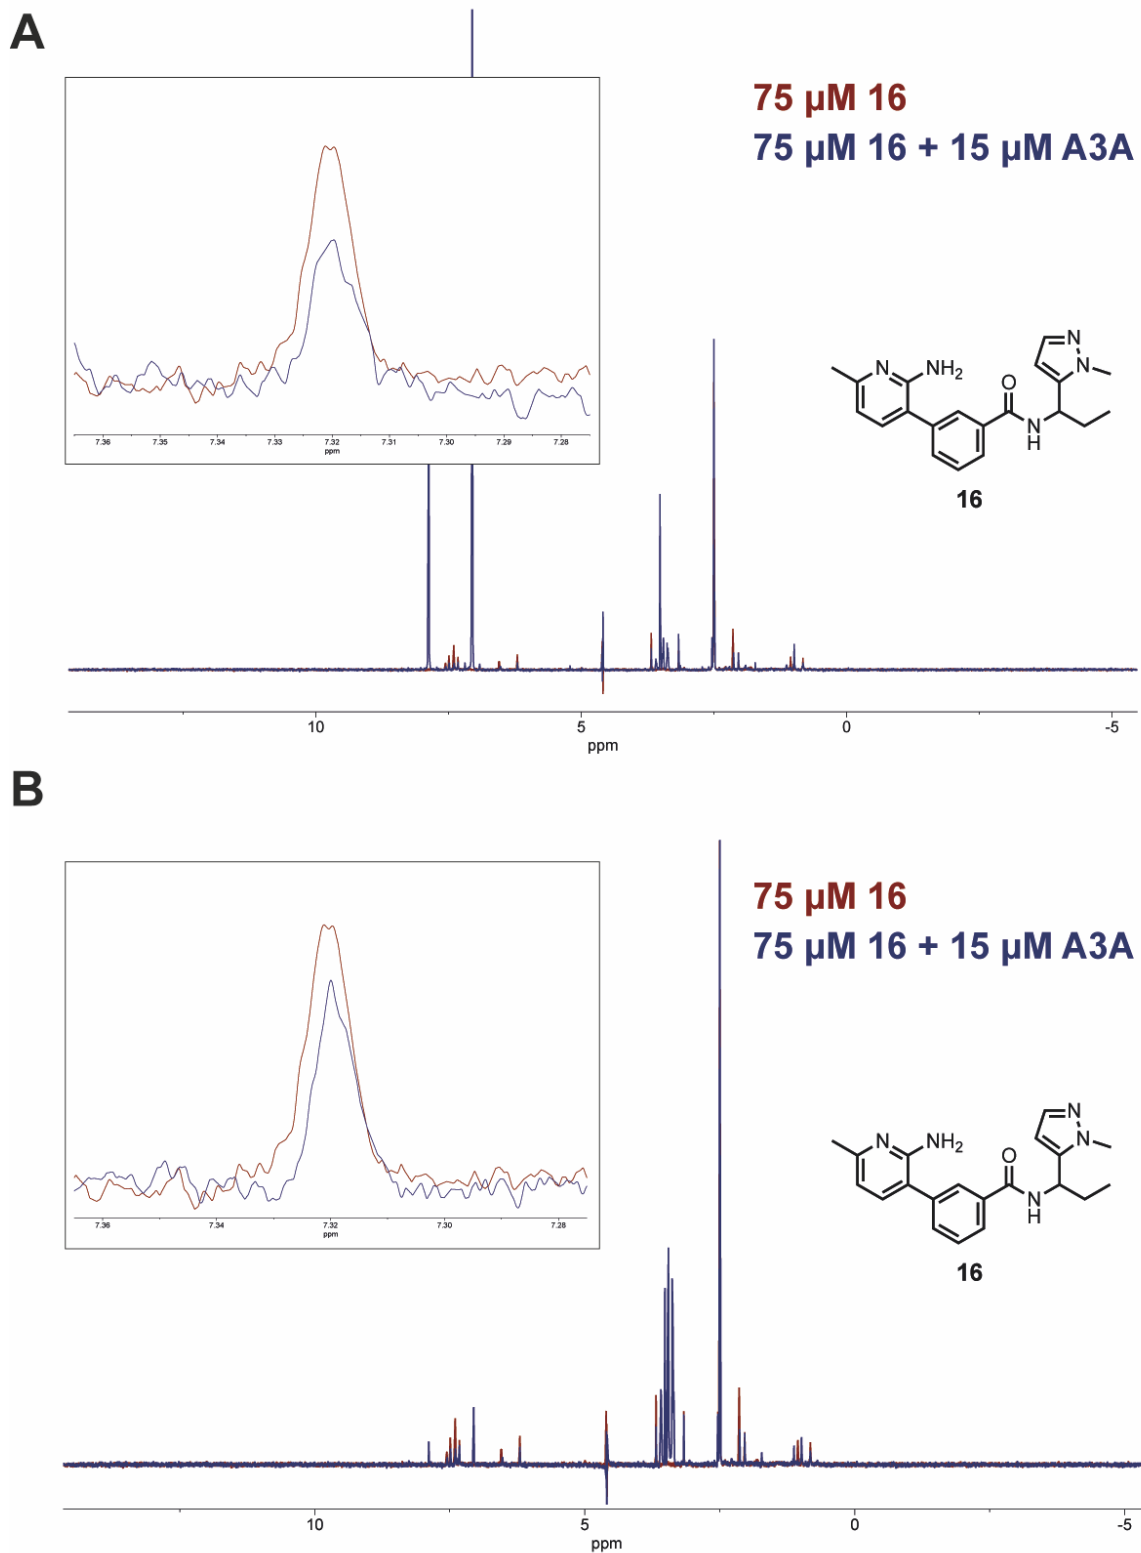 A
75 µM 16
75 µM 16 + 15 µM A3A
7.36 7.35 7.34 7.33 7.32 7.31 7.30 7.29 7.28
ppm
N NH2 O N H N N
16
10 5 0 -5
ppm
B
75 µM 16
75 µM 16 + 15 µM A3A
7.36 7.34 7.32 7.30 7.28
ppm
N NH2 O N H N N
16
10 5 0 -5
ppm